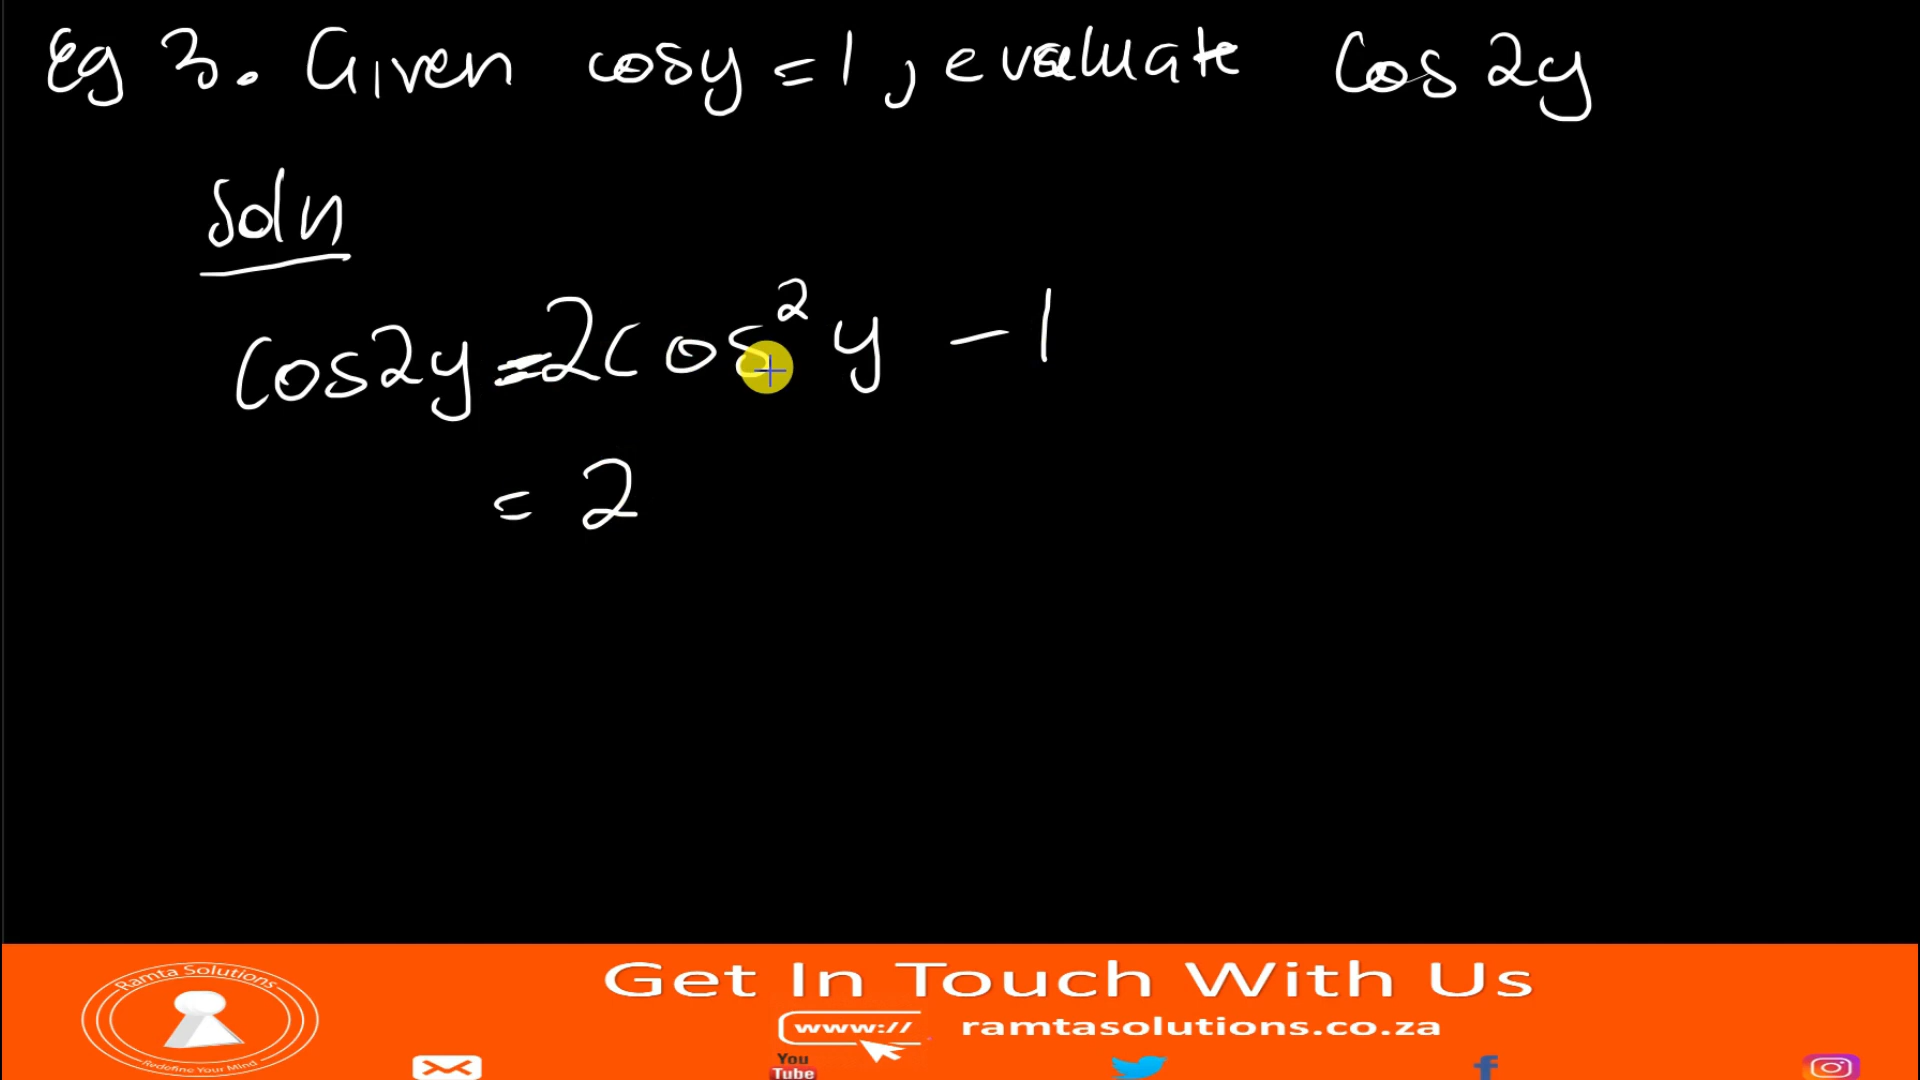 Eg 3. Given cosy = 1, evaluate Cos 2y
Soln
Cos2y = 2cos²y - 1
= 2
Get In Touch With Us
www:// ramtasolutions.co.za
Ramta Solutions
Redefine Your Mind
You
Tube